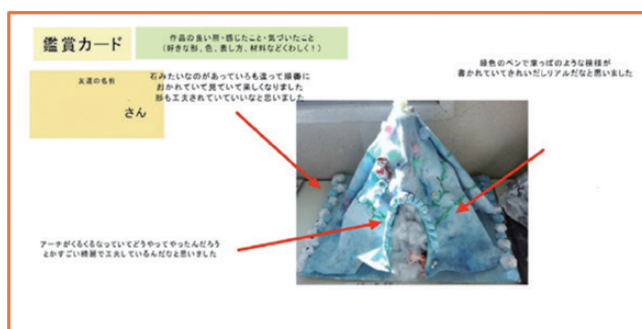 鑑賞カード
作品の良い所・感じたこと・気づいたこと
(好きな形、色、表し方、材料などくわしく!)
友達の名前
さん
石みたいなのがあっていろも違って順番に
おかれていて見ていて楽しくなりました
形も工夫されていていいなと思いました
緑色のペンで葉っぱのような模様が
書かれていてきれいだしリアルだなと思いました
アーチがくるくるなっていてどうやってやったんだろう
とかすごい綺麗で工夫しているんだなと思いました